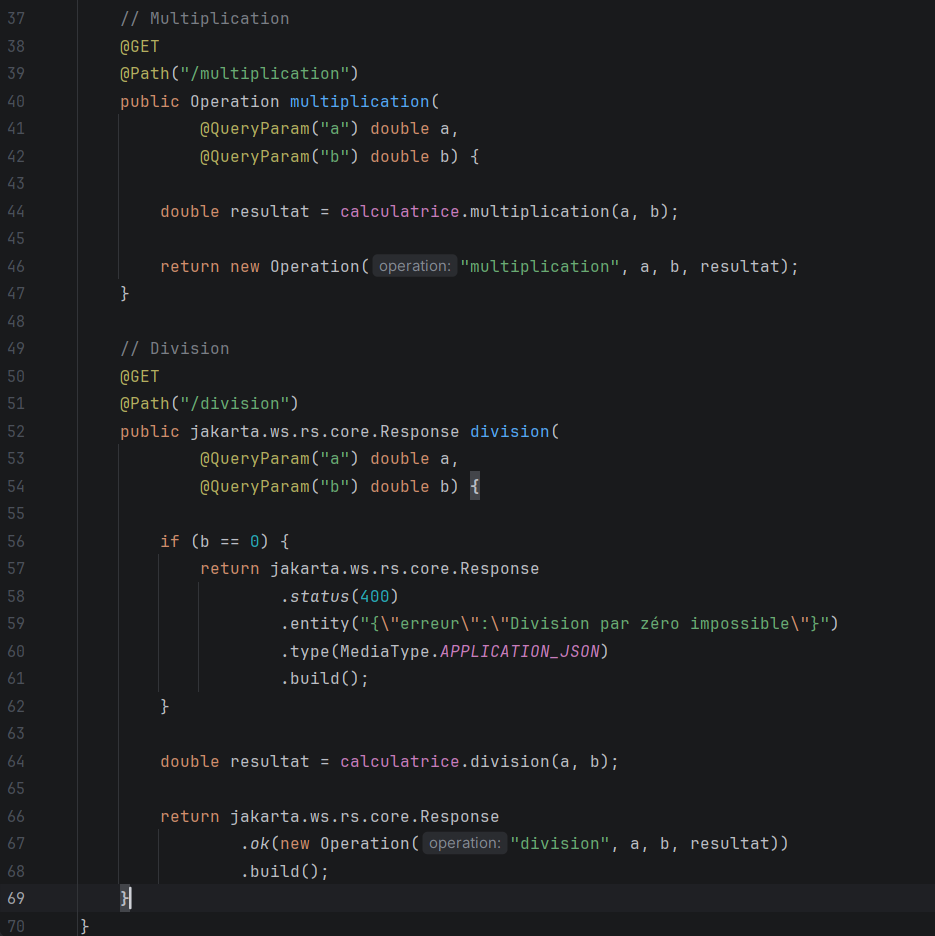 37 // Multiplication
38 @GET
39 @Path("/multiplication")
40 public Operation multiplication(
41 @QueryParam("a") double a,
42 @QueryParam("b") double b) {
43
44 double resultat = calculatrice.multiplication(a, b);
45
46 return new Operation( operation: "multiplication", a, b, resultat);
47 }
48
49 // Division
50 @GET
51 @Path("/division")
52 public jakarta.ws.rs.core.Response division(
53 @QueryParam("a") double a,
54 @QueryParam("b") double b) {
55
56 if (b == 0) {
57 return jakarta.ws.rs.core.Response
58 .status(400)
59 .entity("{\"erreur\":\"Division par zéro impossible\"}")
60 .type(MediaType.APPLICATION_JSON)
61 .build();
62 }
63
64 double resultat = calculatrice.division(a, b);
65
66 return jakarta.ws.rs.core.Response
67 .ok(new Operation( operation: "division", a, b, resultat))
68 .build();
69 }
70 }